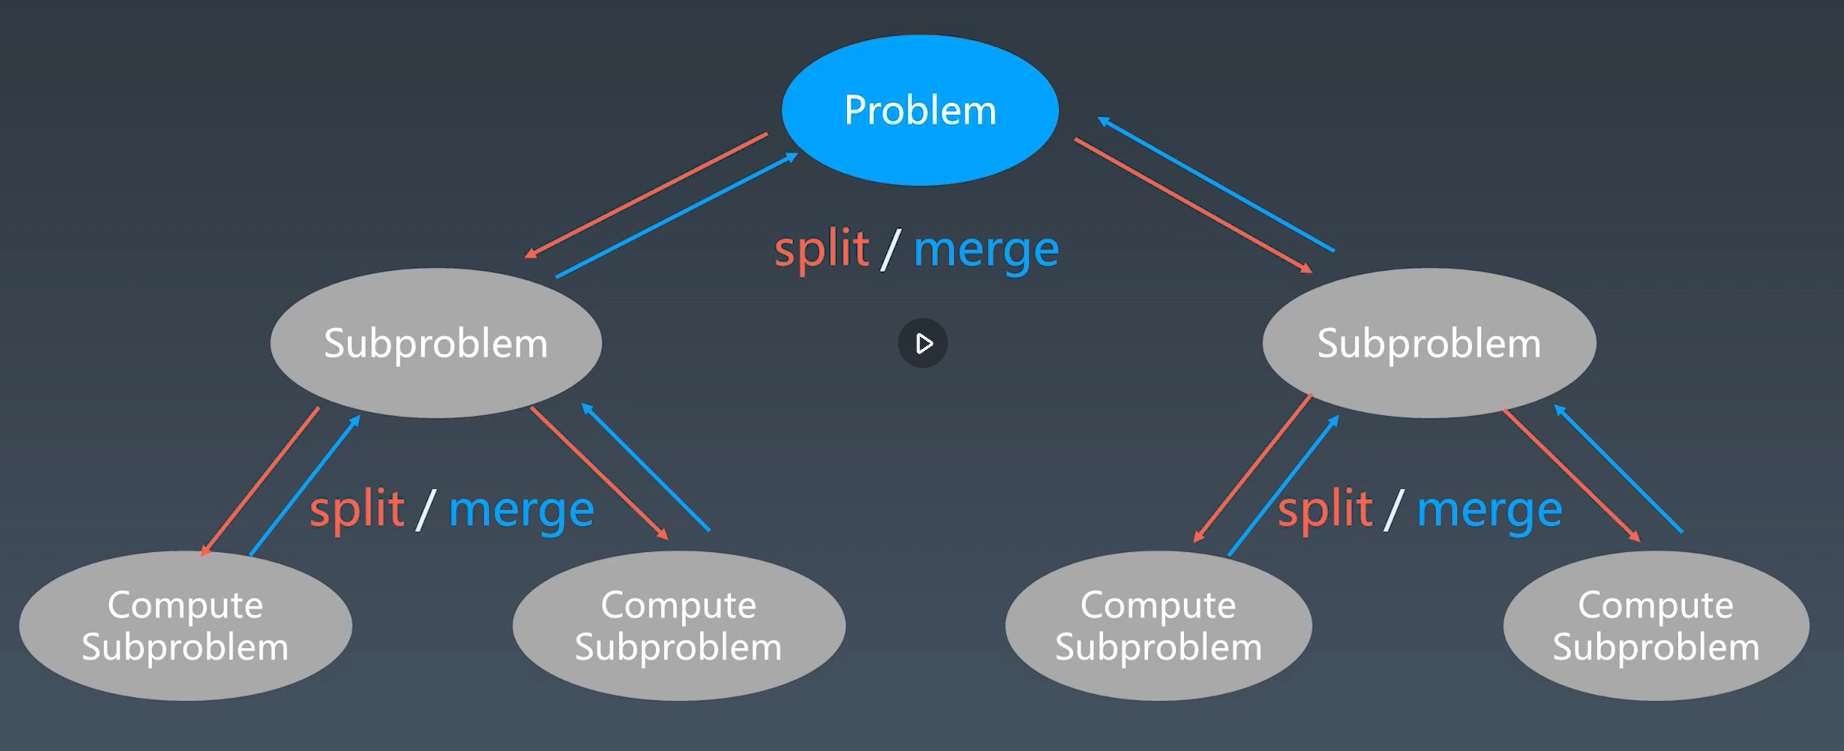 Problem
split / merge
Subproblem
Subproblem
split / merge
split / merge
Compute
Subproblem
Compute
Subproblem
Compute
Subproblem
Compute
Subproblem